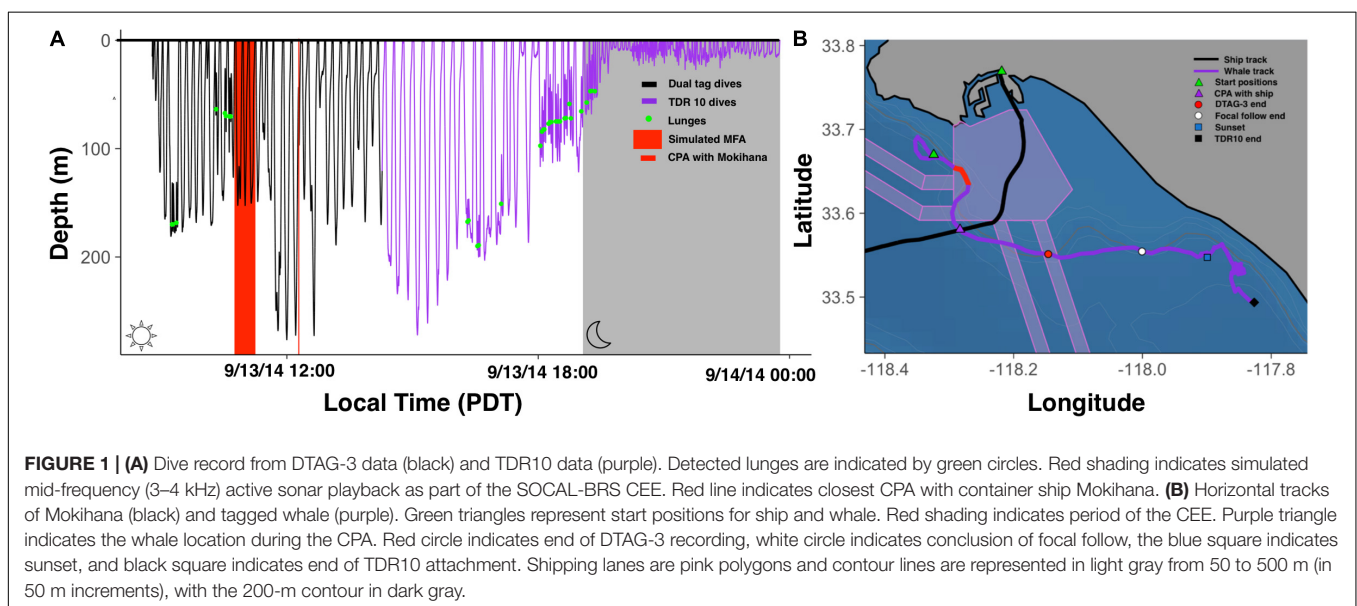 A
0
100
200
Depth (m)
Dual tag dives
TDR 10 dives
Lunges
Simulated MFA
CPA with Mokihana
9/13/14 12:00
9/13/14 18:00
9/14/14 00:00
Local Time (PDT)
B
33.8
33.7
33.6
33.5
Latitude
Ship track
Whale track
Start positions
CPA with ship
DTAG-3 end
Focal follow end
Sunset
TDR10 end
-118.4
-118.2
-118.0
-117.8
Longitude
FIGURE 1 | (A) Dive record from DTAG-3 data (black) and TDR10 data (purple). Detected lunges are indicated by green circles. Red shading indicates simulated
mid-frequency (3–4 kHz) active sonar playback as part of the SOCAL-BRS CEE. Red line indicates closest CPA with container ship Mokihana. (B) Horizontal tracks
of Mokihana (black) and tagged whale (purple). Green triangles represent start positions for ship and whale. Red shading indicates period of the CEE. Purple triangle
indicates the whale location during the CPA. Red circle indicates end of DTAG-3 recording, white circle indicates conclusion of focal follow, the blue square indicates
sunset, and black square indicates end of TDR10 attachment. Shipping lanes are pink polygons and contour lines are represented in light gray from 50 to 500 m (in
50 m increments), with the 200-m contour in dark gray.